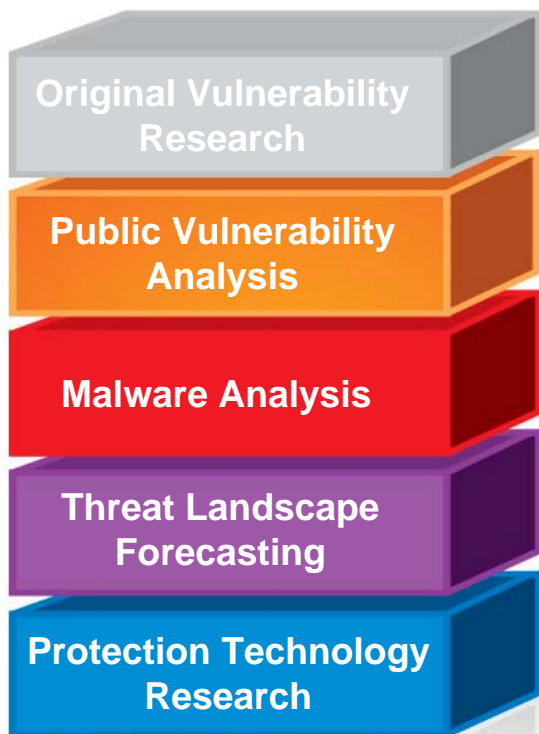 Original Vulnerability
Research
Public Vulnerability
Analysis
Malware Analysis
Threat Landscape
Forecasting
Protection Technology
Research